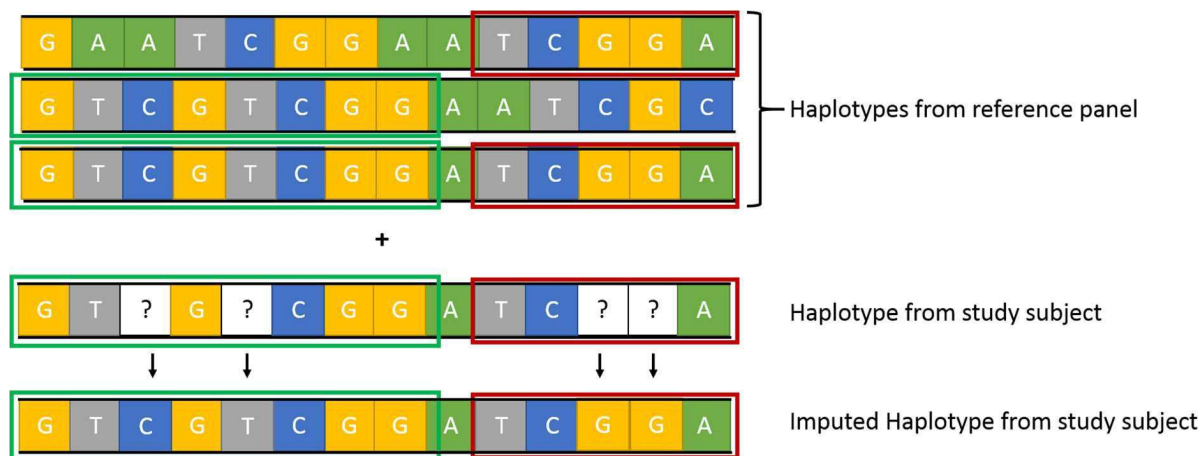 G A A T C G G A A T C G G A
G T C G T C G G A A T C G C
Haplotypes from reference panel
G T C G T C G G A T C G G A
+
G T ? G ? C G G A T C ? ? A
Haplotype from study subject
G T C G T C G G A T C G G A
Imputed Haplotype from study subject